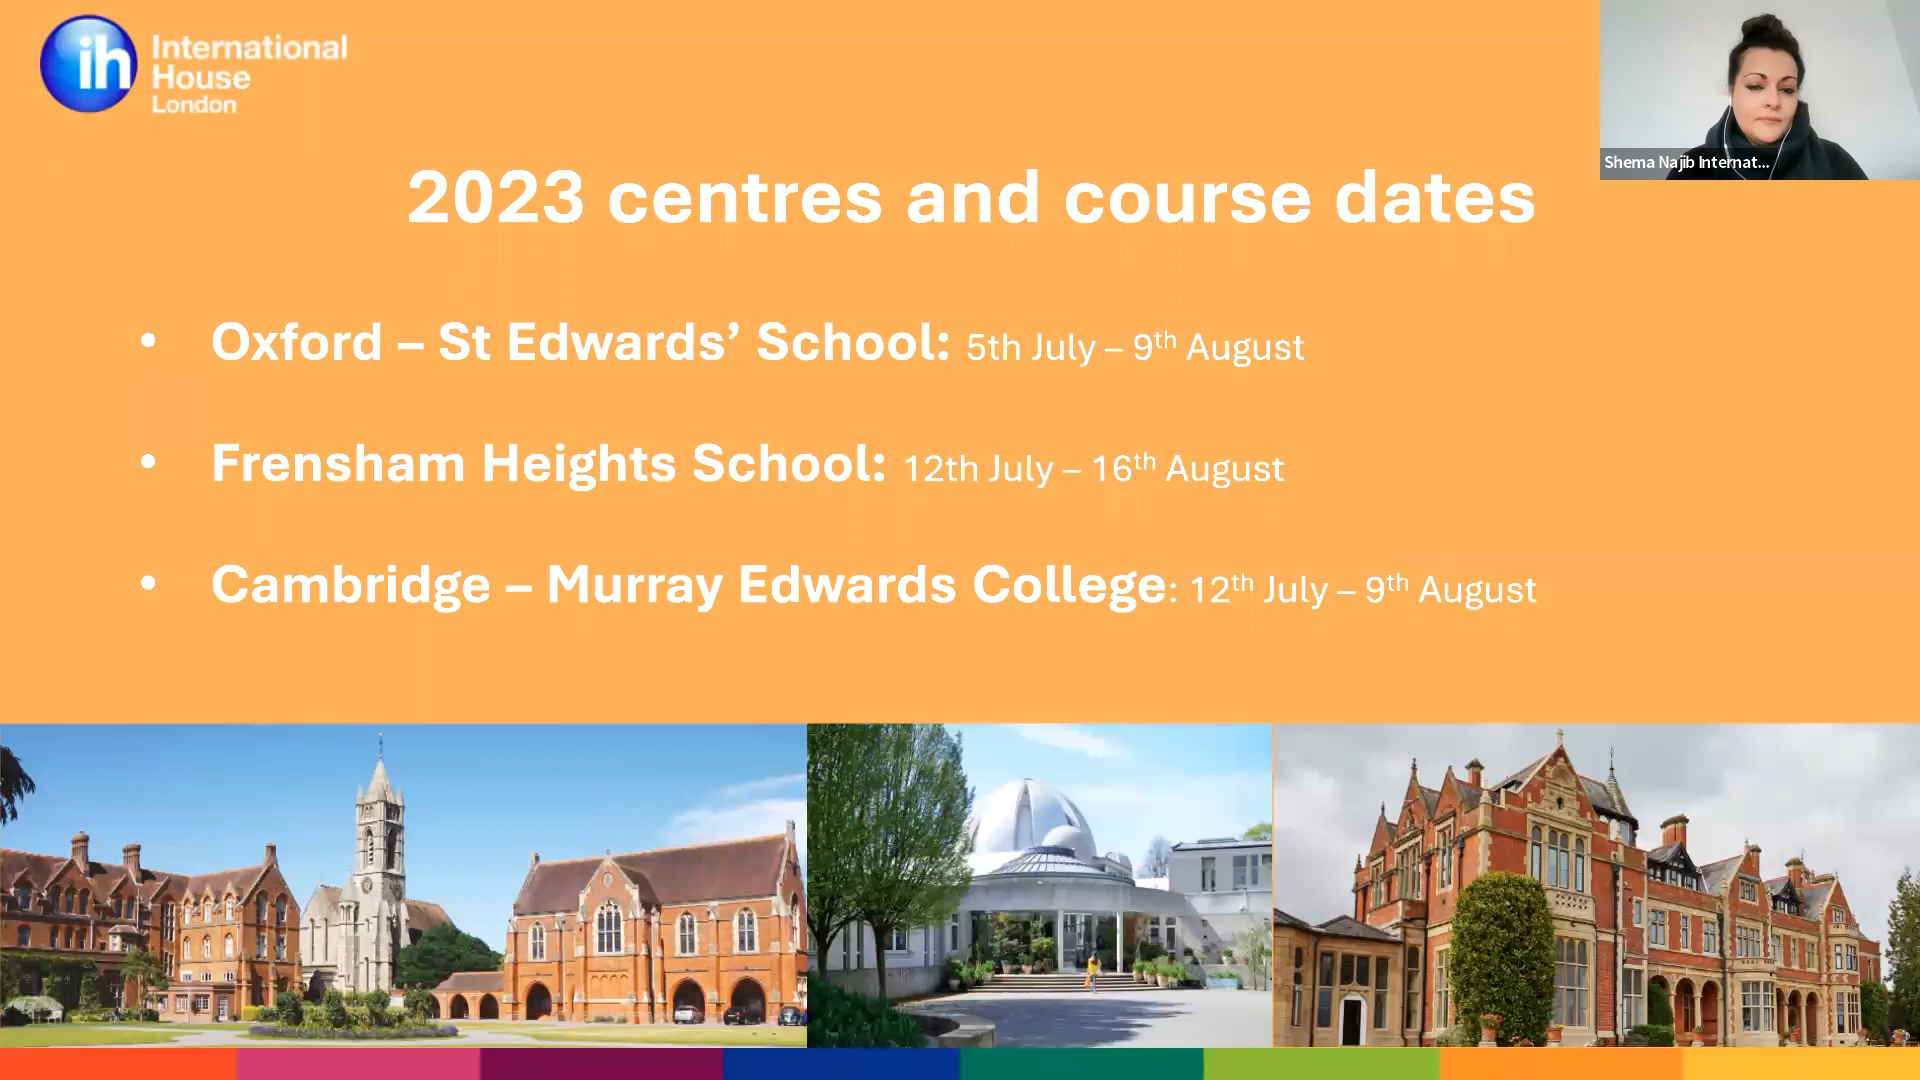 ih International
House
London
Shema Najib Internat...
2023 centres and course dates
• Oxford – St Edwards’ School: 5th July – 9th August
• Frensham Heights School: 12th July – 16th August
• Cambridge – Murray Edwards College: 12th July – 9th August